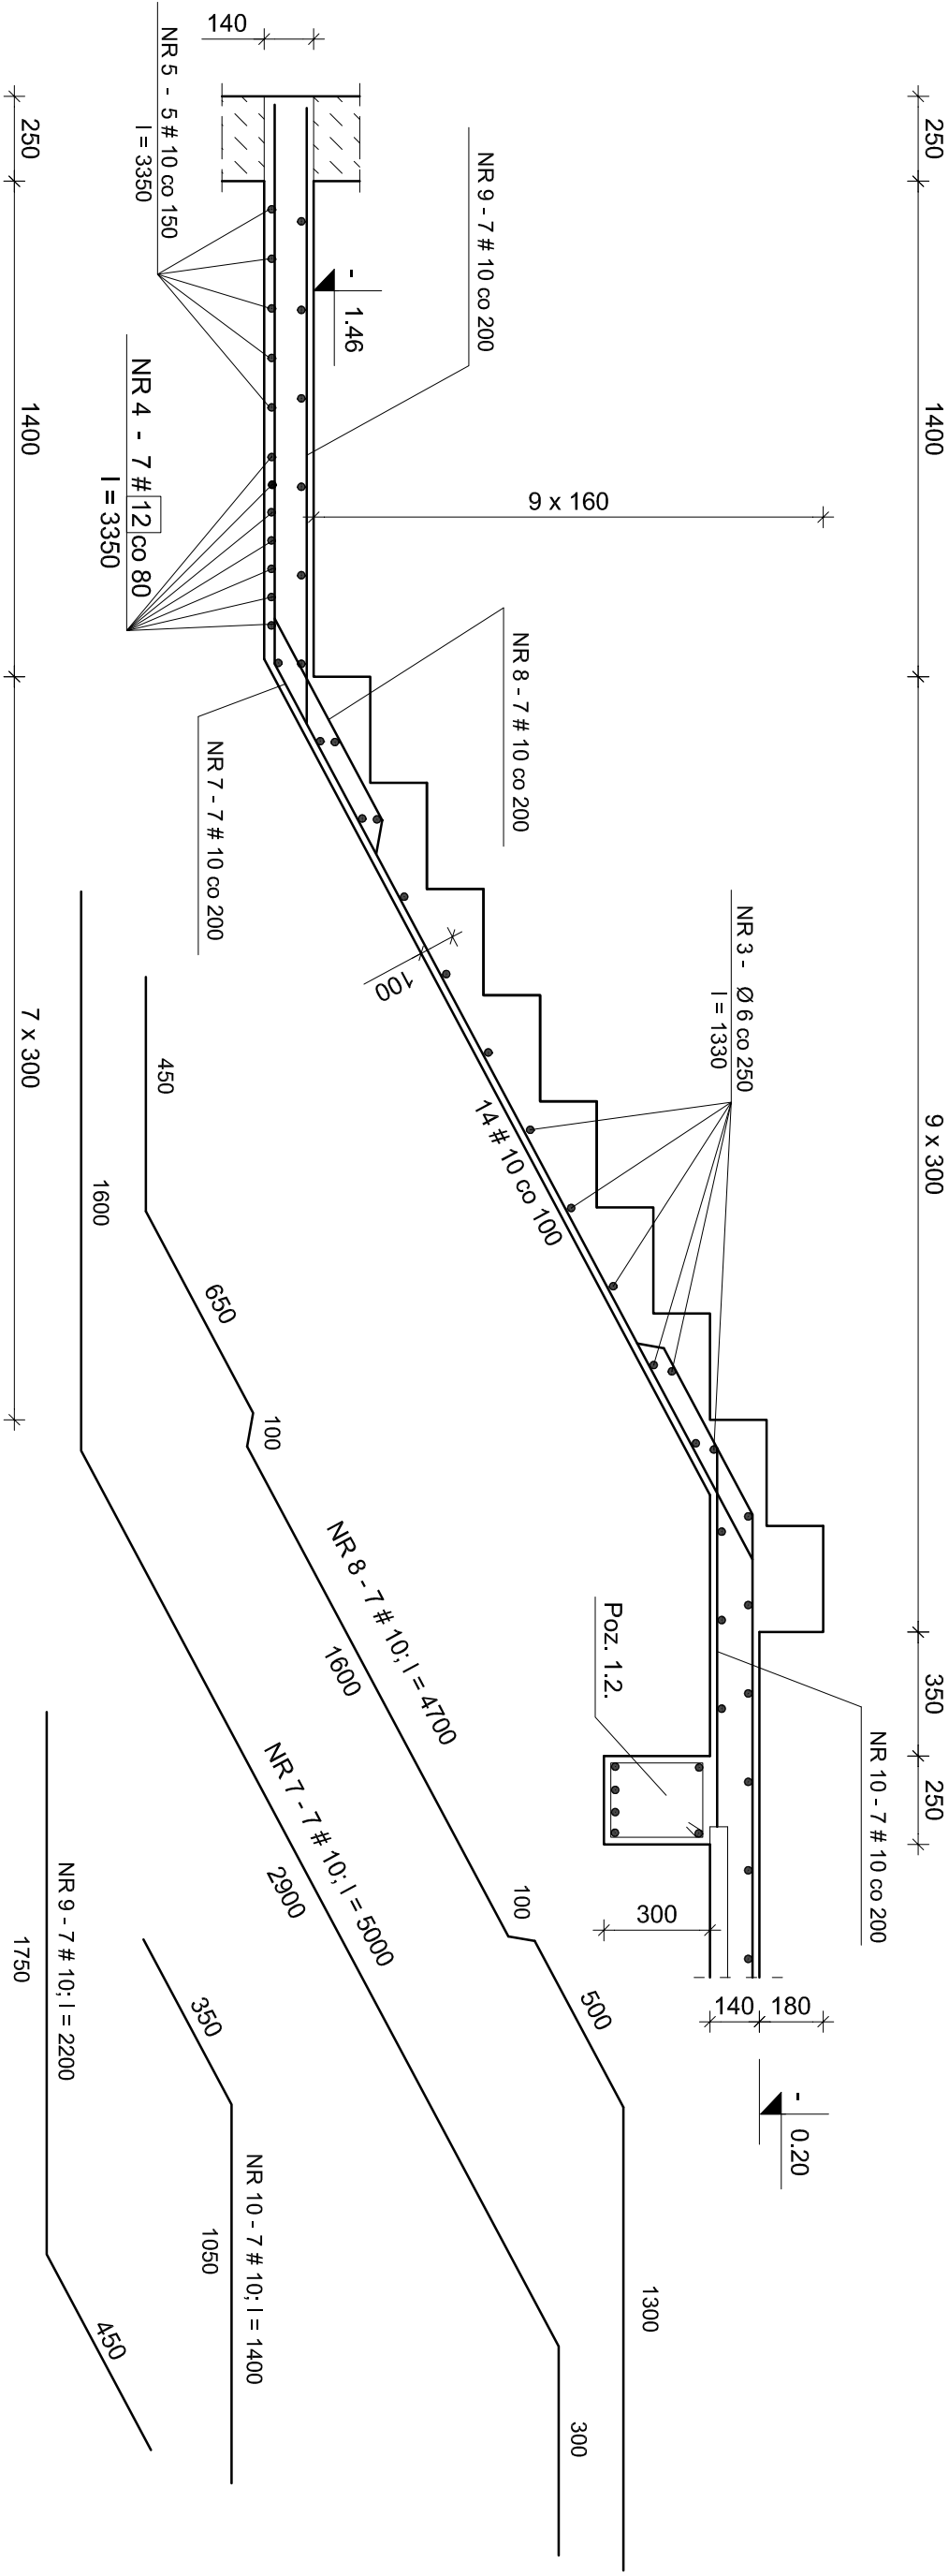 250
1400
9 x 300
350
250
140
NR 5 - 5 # 10 co 150
l = 3350
NR 9 - 7 # 10 co 200
-
1.46
NR 4 - 7 # 12 co 80
l = 3350
9 x 160
NR 8 - 7 # 10 co 200
NR 7 - 7 # 10 co 200
100
NR 3 - Ø 6 co 250
l = 1330
14 # 10 co 100
Poz. 1.2.
NR 10 - 7 # 10 co 200
300
140
180
-
0.20
250
1400
7 x 300
450
650
100
NR 8 - 7 # 10; l = 4700
1600
100
500
1300
1600
NR 7 - 7 # 10; l = 5000
2900
300
350
NR 10 - 7 # 10; l = 1400
1050
NR 9 - 7 # 10; l = 2200
1750
450